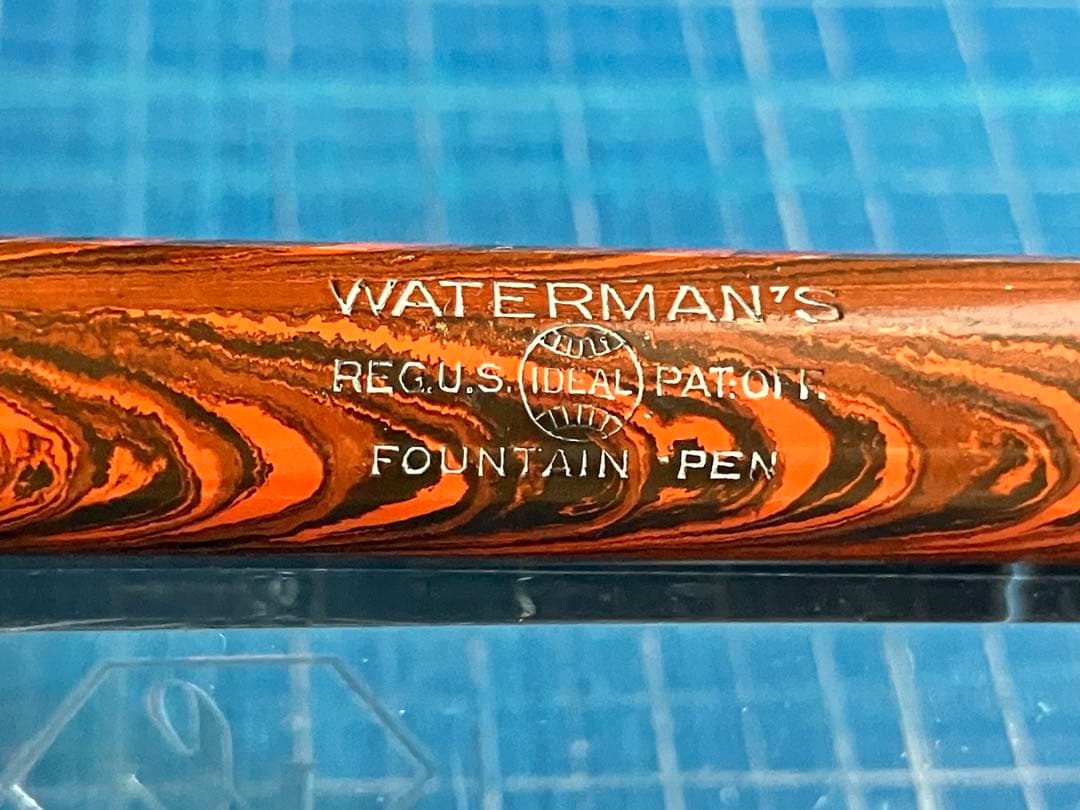 WATERMAN'S
REG.U.S. IDEAL PAT.OFF.
FOUNTAIN PEN